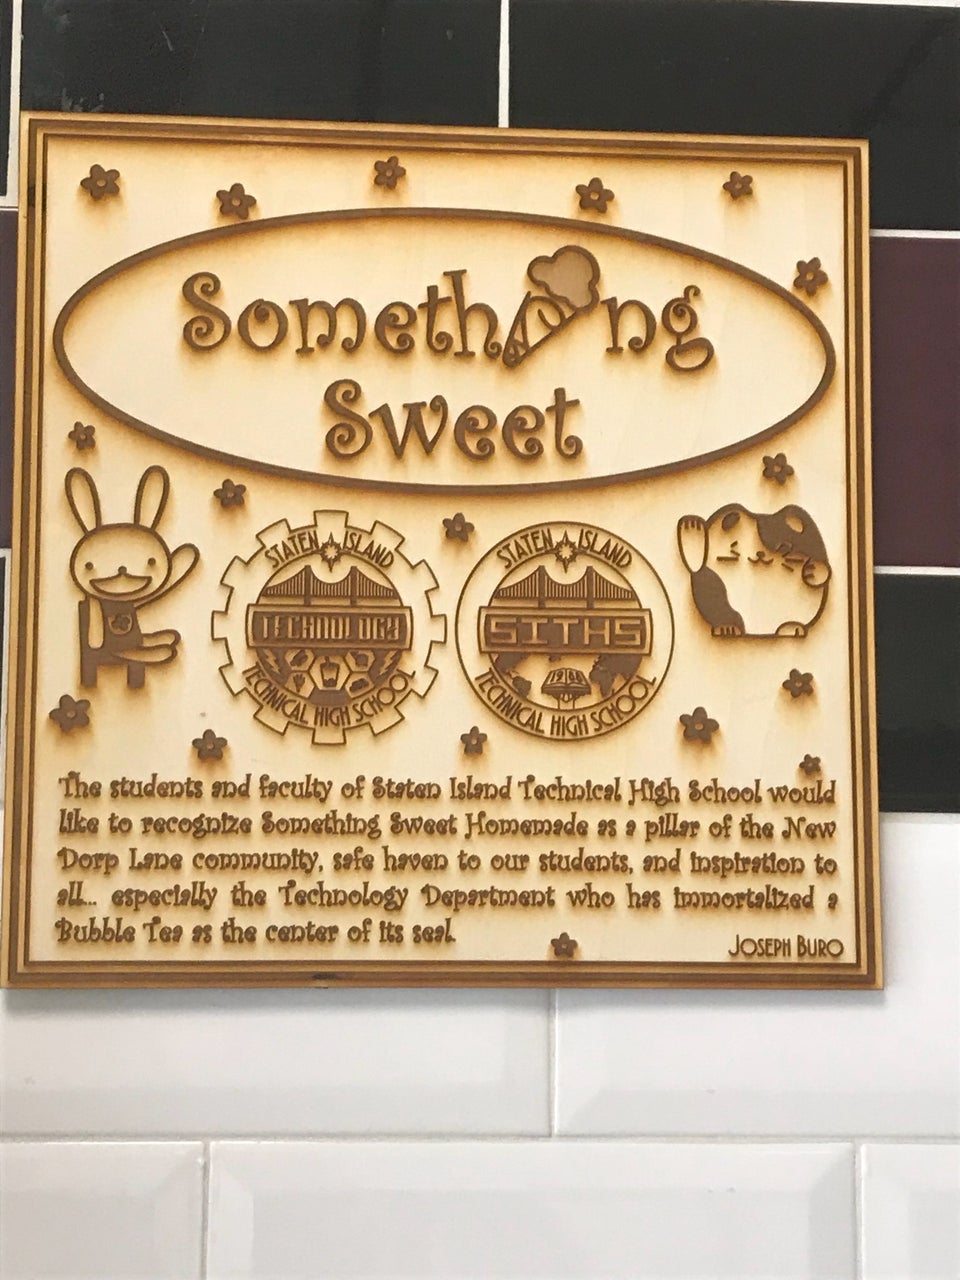 Something
Sweet
STATEN ISLAND
TECHNOLOGY
TECHNICAL HIGH SCHOOL
STATEN ISLAND
SITHS
1988
TECHNICAL HIGH SCHOOL
The students and faculty of Staten Island Technical High School would
like to recognize Something Sweet Homemade as a pillar of the New
Dorp Lane community, safe haven to our students, and inspiration to
all... especially the Technology Department who has immortalized a
Bubble Tea as the center of its seal.
JOSEPH BURO